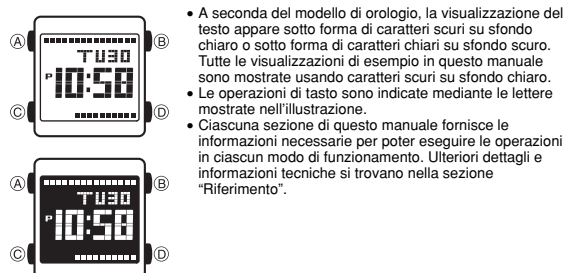 Ⓐ Ⓑ
TU30
P 10:58
Ⓒ Ⓓ
Ⓐ Ⓑ
TU30
P 10:58
Ⓒ Ⓓ
• A seconda del modello di orologio, la visualizzazione del
testo appare sotto forma di caratteri scuri su sfondo
chiaro o sotto forma di caratteri chiari su sfondo scuro.
Tutte le visualizzazioni di esempio in questo manuale
sono mostrate usando caratteri scuri su sfondo chiaro.
• Le operazioni di tasto sono indicate mediante le lettere
mostrate nell'illustrazione.
• Ciascuna sezione di questo manuale fornisce le
informazioni necessarie per poter eseguire le operazioni
in ciascun modo di funzionamento. Ulteriori dettagli e
informazioni tecniche si trovano nella sezione
“Riferimento”.